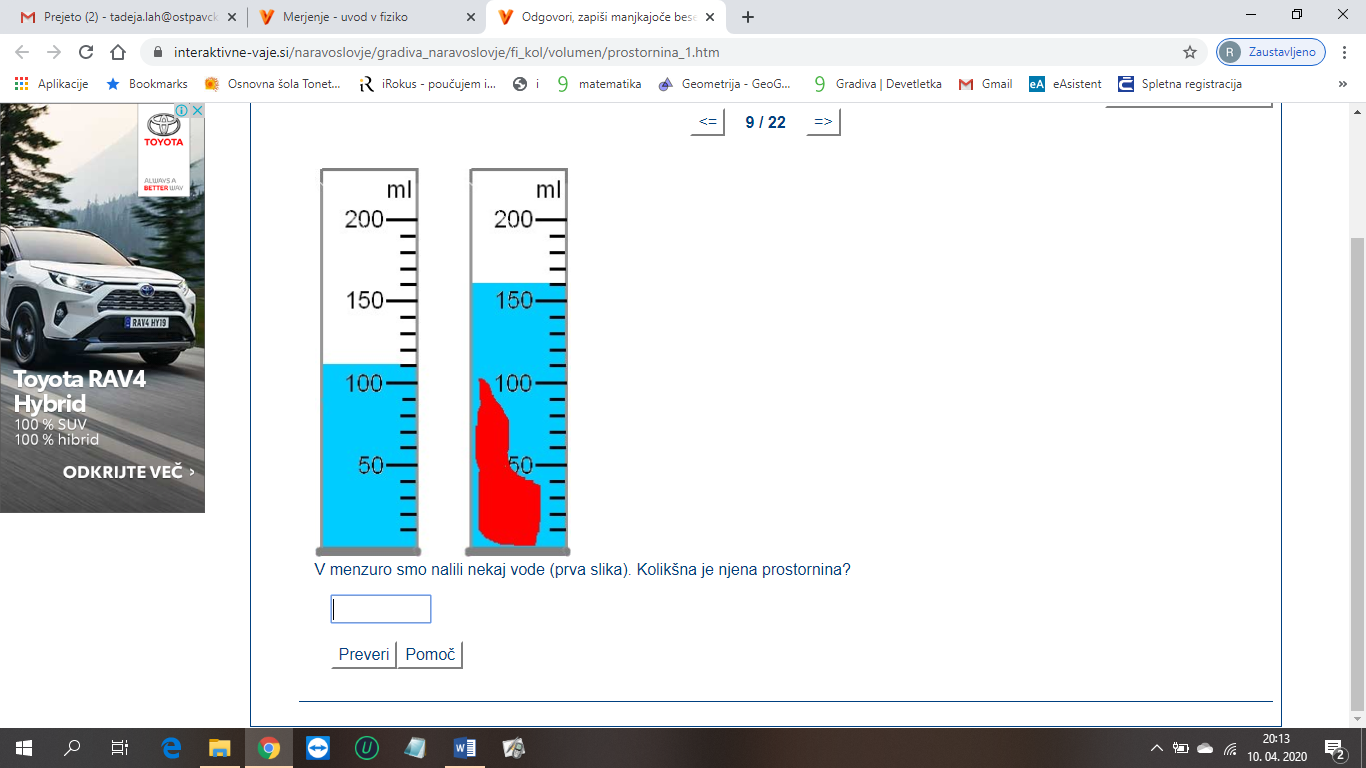 Prejeto (2) - tadeja.lah@ostpavck
Merjenje - uvod v fiziko
Odgovori, zapiši manjkajoče bese
interaktivne-vaje.si/naravoslovje/gradiva_naravoslovje/fi_kol/volumen/prostornina_1.htm
R Zaustavljeno
Aplikacije
Bookmarks
Osnovna šola Tonet...
iRokus - poučujem i...
i
matematika
Geometrija - GeoG...
Gradiva | Devetletka
Gmail
eAsistent
Spletna registracija
»
<= 9 / 22 =>
TOYOTA
ALWAYS A
BETTER WAY
RAV4 HY19
Toyota RAV4
Hybrid
100 % SUV
100 % hibrid
ODKRIJTE VEČ ›
ml
200
150
100
50
ml
200
150
100
50
V menzuro smo nalili nekaj vode (prva slika). Kolikšna je njena prostornina?
Preveri Pomoč
20:13
10. 04. 2020
2